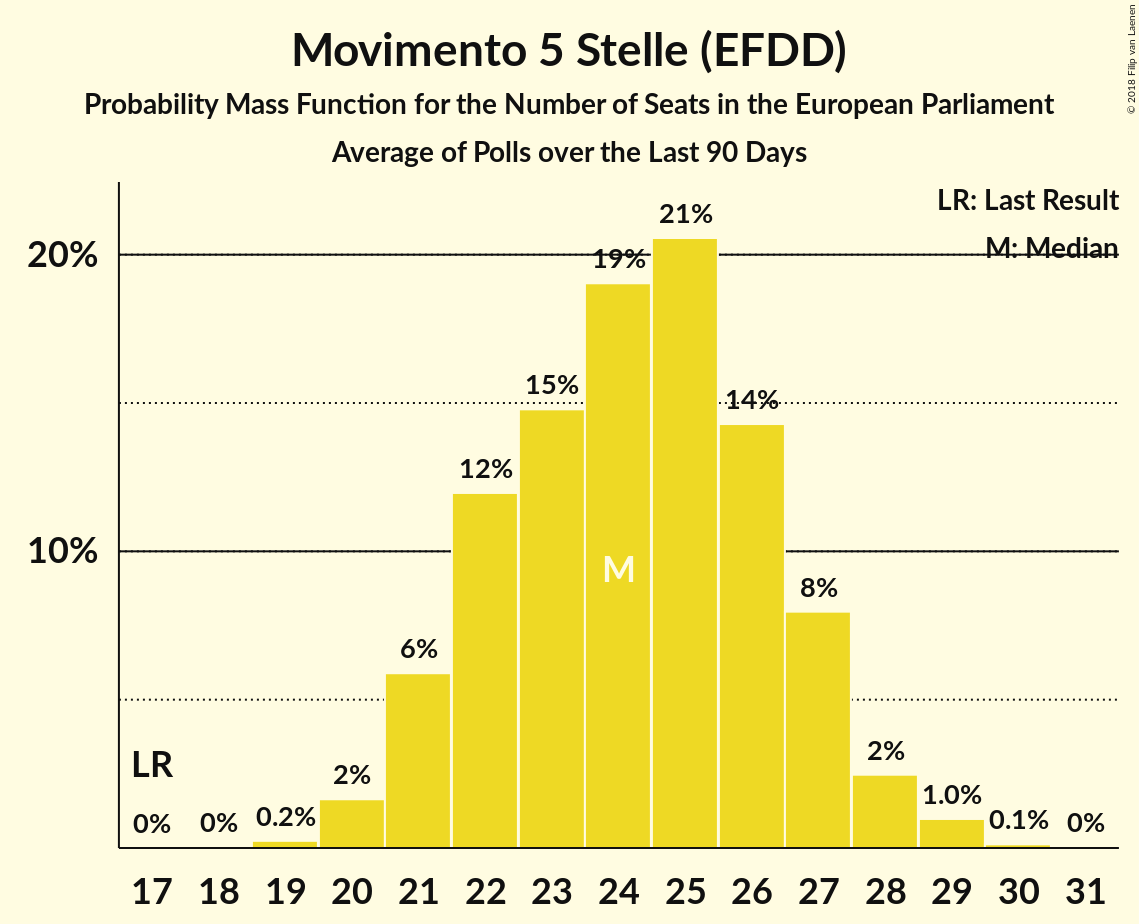 Movimento 5 Stelle (EFDD)
Probability Mass Function for the Number of Seats in the European Parliament
Average of Polls over the Last 90 Days
© 2018 Filip van Laenen
LR: Last Result
M: Median
20%
10%
0% 0% 0.2% 2% 6% 12% 15% 19% 21% 14% 8% 2% 1.0% 0.1% 0%
LR
M
17 18 19 20 21 22 23 24 25 26 27 28 29 30 31